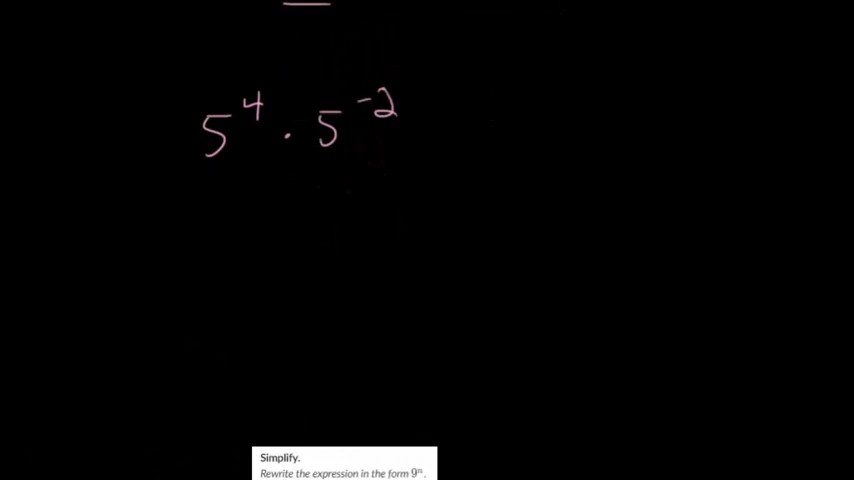 5⁴ · 5⁻²
Simplify.
Rewrite the expression in the form 9ⁿ.